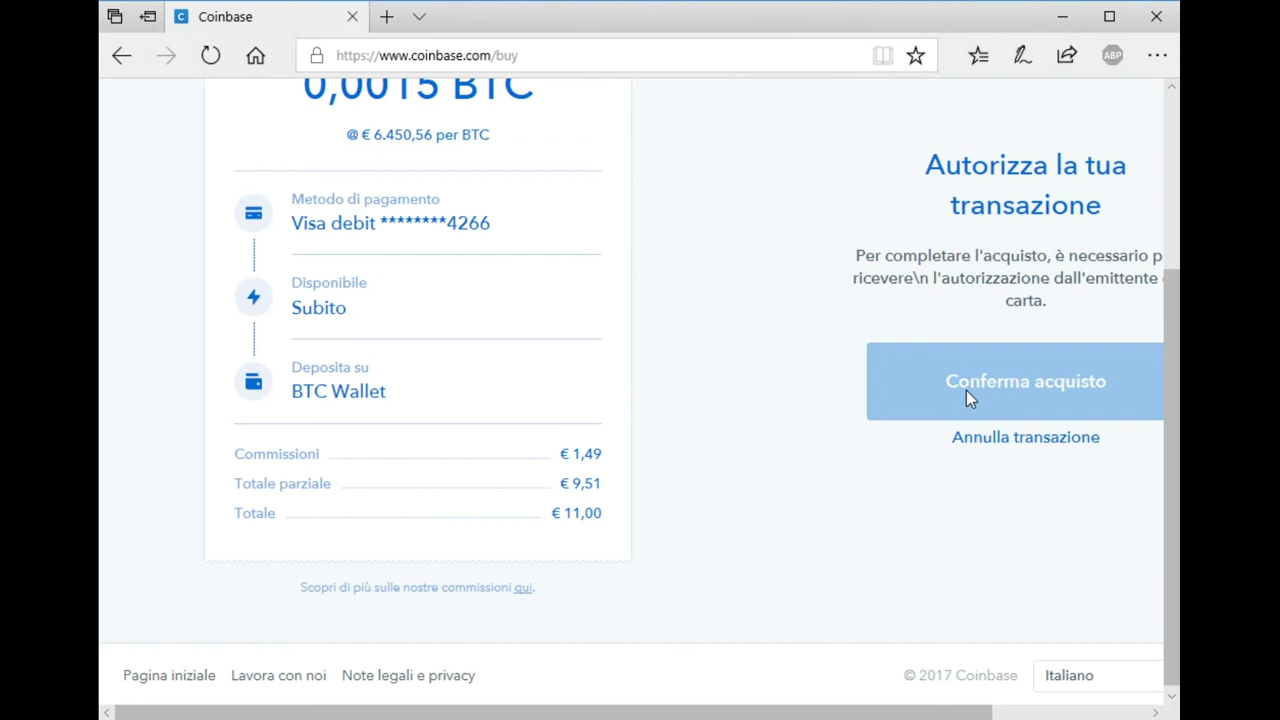 Coinbase
https://www.coinbase.com/buy
ABP
0,0015 BTC
@ € 6.450,56 per BTC
Metodo di pagamento
Visa debit ********4266
Disponibile
Subito
Deposita su
BTC Wallet
Commissioni € 1,49
Totale parziale € 9,51
Totale € 11,00
Scopri di più sulle nostre commissioni qui.
Autorizza la tua
transazione
Per completare l'acquisto, è necessario p
ricevere\n l'autorizzazione dall'emittente
carta.
Conferma acquisto
Annulla transazione
Pagina iniziale Lavora con noi Note legali e privacy
© 2017 Coinbase Italiano